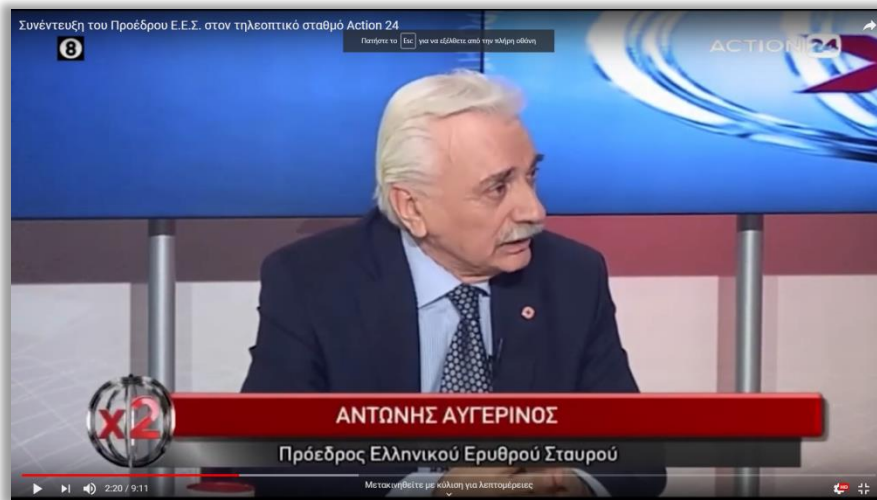 Συνέντευξη του Προέδρου Ε.Ε.Σ. στον τηλεοπτικό σταθμό Action 24
Πατήστε το Esc για να εξέλθετε από την πλήρη οθόνη
8
ACTION 24
x2
ΑΝΤΩΝΗΣ ΑΥΓΕΡΙΝΟΣ
Πρόεδρος Ελληνικού Ερυθρού Σταυρού
2:20 / 9:11
Μετακινηθείτε με κύλιση για λεπτομέρειες
HD